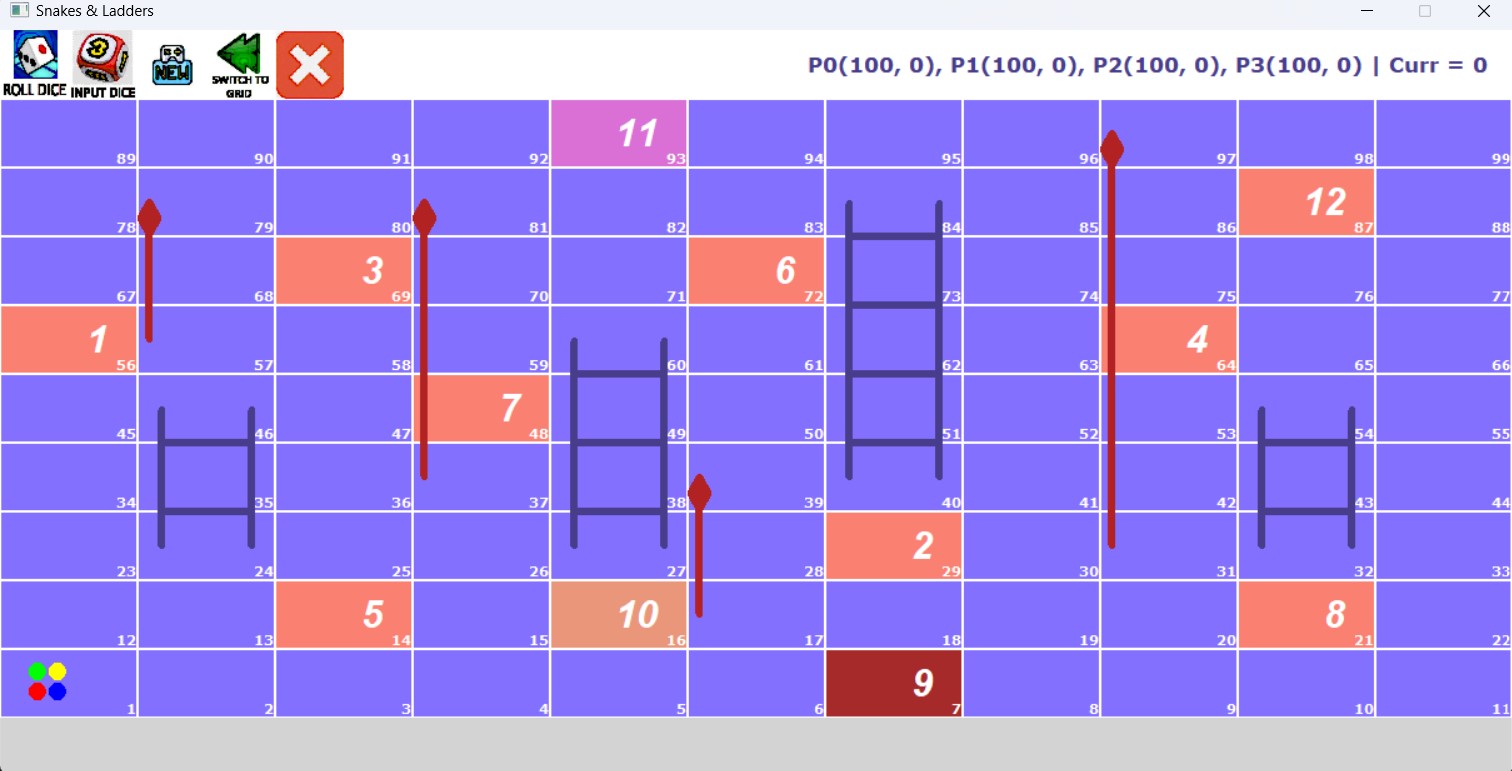 Snakes & Ladders
ROLL DICE INPUT DICE NEW SWITCH TO GRID P0(100, 0), P1(100, 0), P2(100, 0), P3(100, 0) | Curr = 0
11
89 90 91 92 93 94 95 96 97 98 99
12
78 79 80 81 82 83 84 85 86 87 88
3 6
67 68 69 70 71 72 73 74 75 76 77
1 4
56 57 58 59 60 61 62 63 64 65 66
7
45 46 47 48 49 50 51 52 53 54 55
34 35 36 37 38 39 40 41 42 43 44
2
23 24 25 26 27 28 29 30 31 32 33
5 10 8
12 13 14 15 16 17 18 19 20 21 22
9
1 2 3 4 5 6 7 8 9 10 11